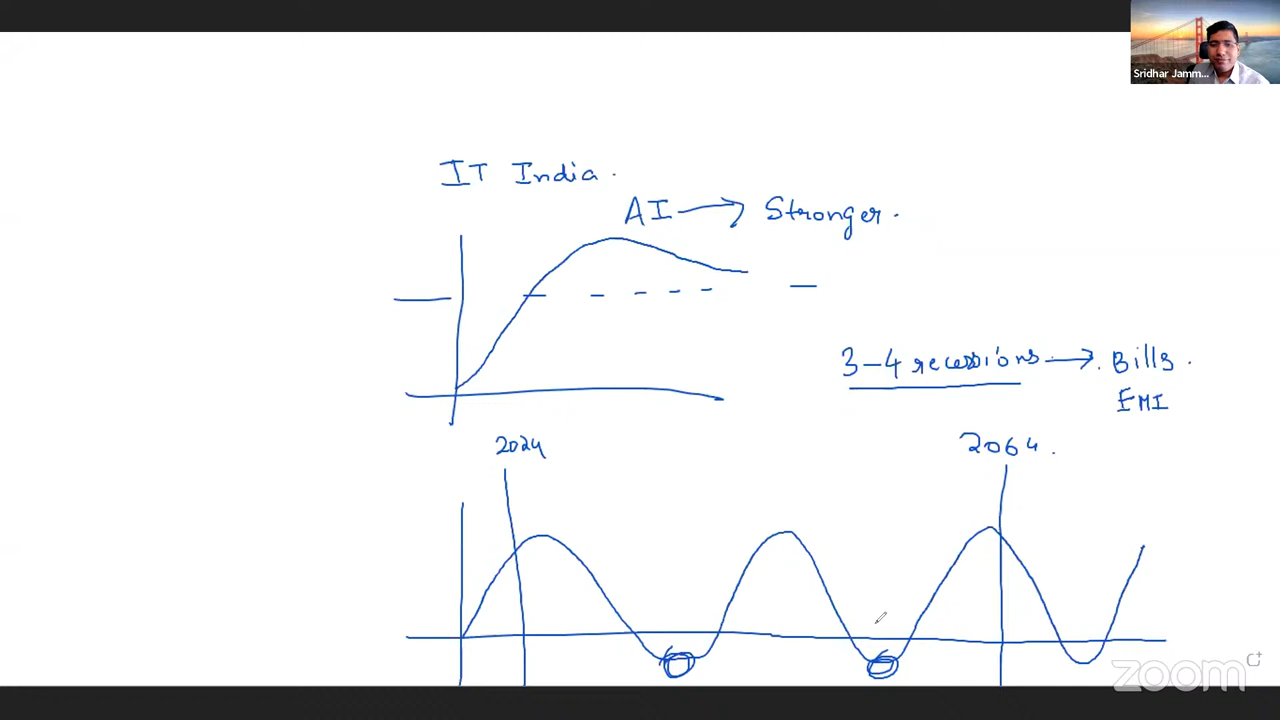 Sridhar Jamm...
IT India.
AI → Stronger.
3-4 recessions → Bills.
EMI
2024
2064.
zoom